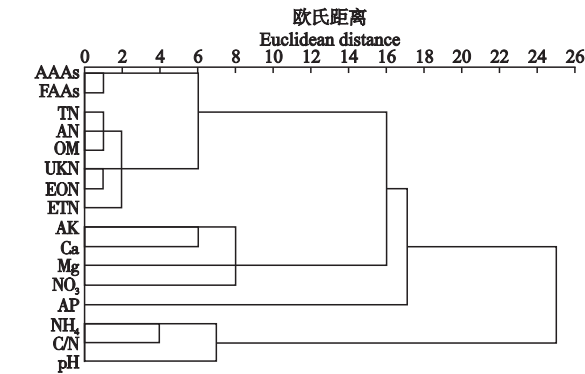 欧氏距离
Euclidean distance
0 2 4 6 8 10 12 14 16 18 20 22 24 26
AAAs
FAAs
TN
AN
OM
UKN
EON
ETN
AK
Ca
Mg
NO₃
AP
NH₄
C/N
pH